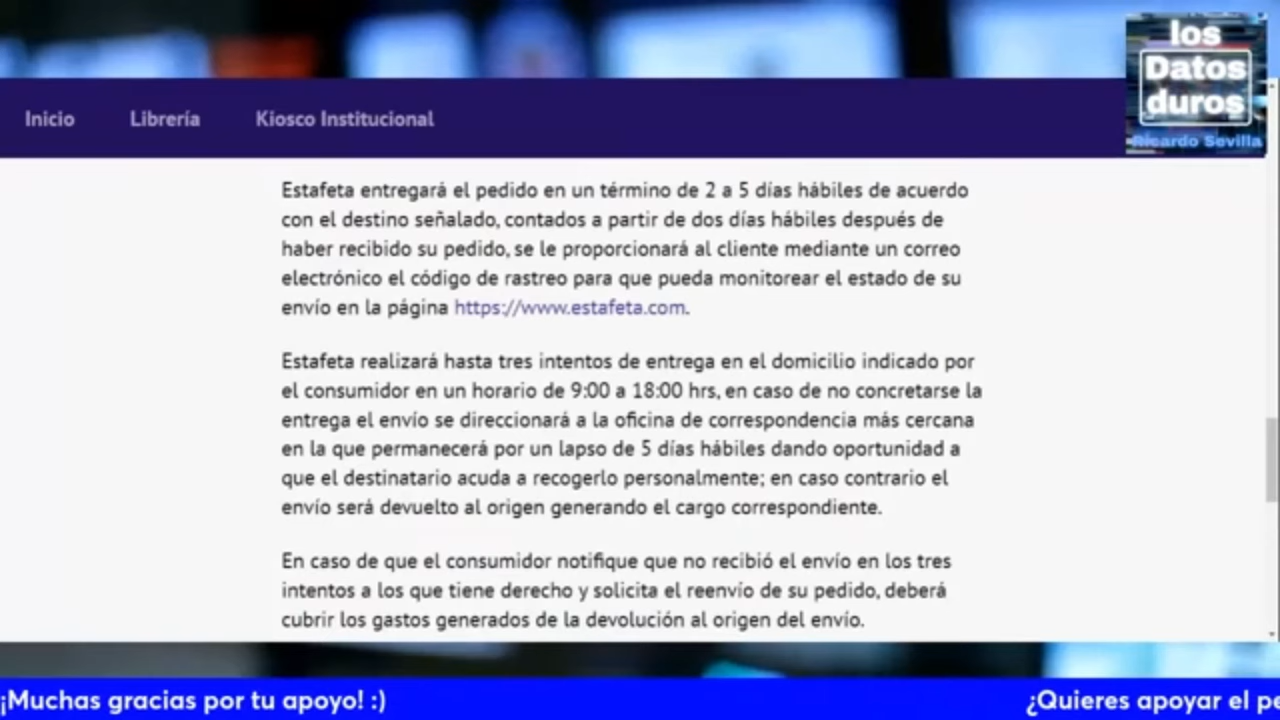 los
Datos
duros
Ricardo Sevilla
Inicio
Librería
Kiosco Institucional
Estafeta entregará el pedido en un término de 2 a 5 días hábiles de acuerdo
con el destino señalado, contados a partir de dos días hábiles después de
haber recibido su pedido, se le proporcionará al cliente mediante un correo
electrónico el código de rastreo para que pueda monitorear el estado de su
envío en la página https://www.estafeta.com.
Estafeta realizará hasta tres intentos de entrega en el domicilio indicado por
el consumidor en un horario de 9:00 a 18:00 hrs, en caso de no concretarse la
entrega el envío se direccionará a la oficina de correspondencia más cercana
en la que permanecerá por un lapso de 5 días hábiles dando oportunidad a
que el destinatario acuda a recogerlo personalmente; en caso contrario el
envío será devuelto al origen generando el cargo correspondiente.
En caso de que el consumidor notifique que no recibió el envío en los tres
intentos a los que tiene derecho y solicita el reenvío de su pedido, deberá
cubrir los gastos generados de la devolución al origen del envío.
¡Muchas gracias por tu apoyo! :)
¿Quieres apoyar el pe